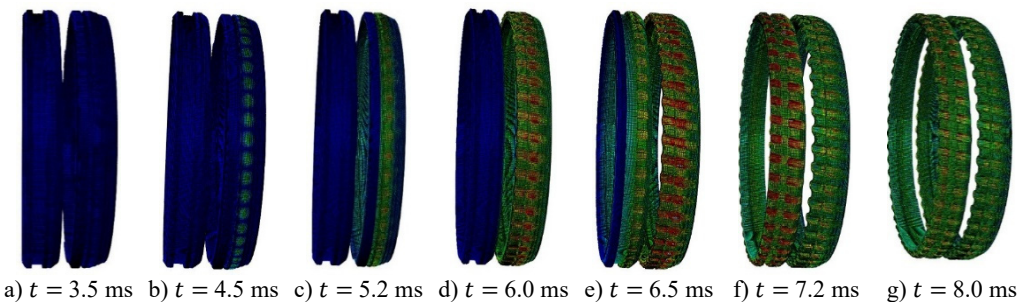 a) t = 3.5 ms b) t = 4.5 ms c) t = 5.2 ms d) t = 6.0 ms e) t = 6.5 ms f) t = 7.2 ms g) t = 8.0 ms